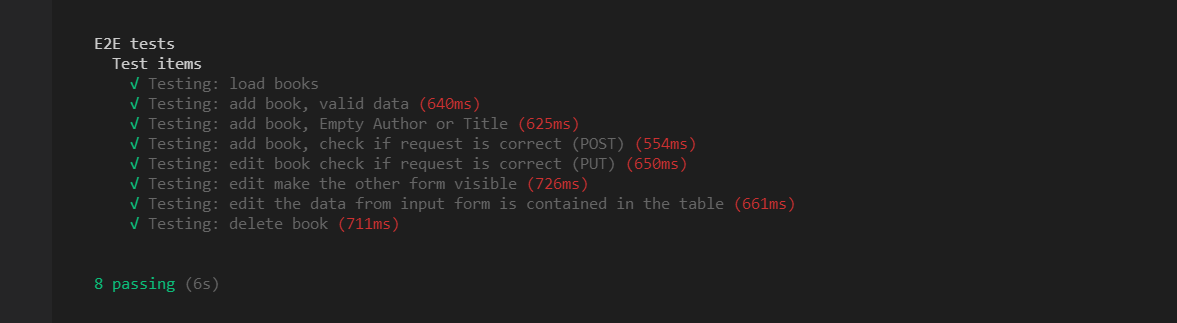 E2E tests
Test items
√ Testing: load books
√ Testing: add book, valid data (640ms)
√ Testing: add book, Empty Author or Title (625ms)
√ Testing: add book, check if request is correct (POST) (554ms)
√ Testing: edit book check if request is correct (PUT) (650ms)
√ Testing: edit make the other form visible (726ms)
√ Testing: edit the data from input form is contained in the table (661ms)
√ Testing: delete book (711ms)
8 passing (6s)